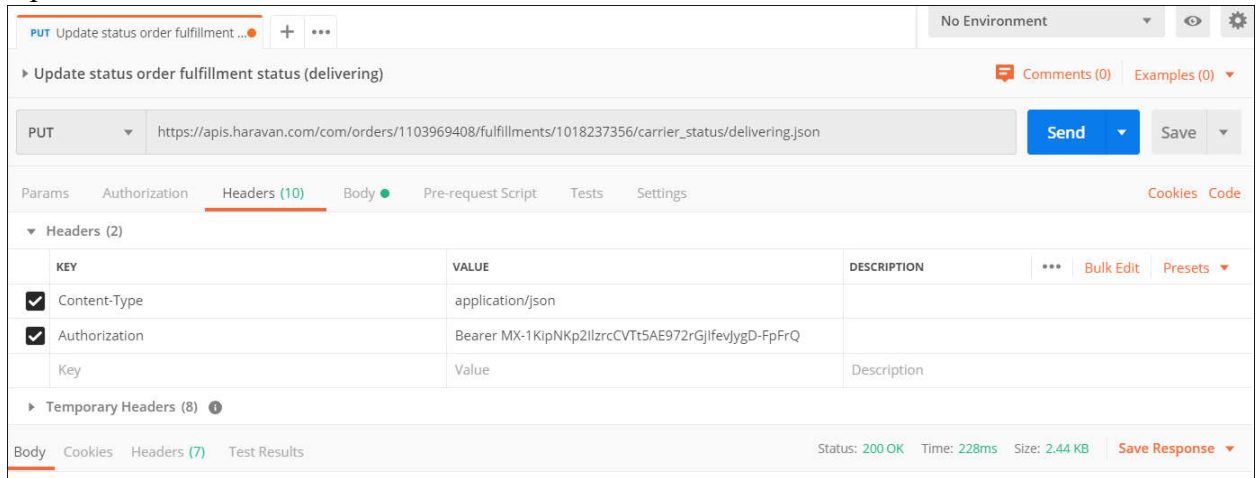 PUT Update status order fulfillment ... + ••• No Environment
Update status order fulfillment status (delivering) Comments (0) Examples (0)
PUT https://apis.haravan.com/com/orders/1103969408/fulfillments/1018237356/carrier_status/delivering.json Send Save
Params Authorization Headers (10) Body Pre-request Script Tests Settings Cookies Code
Headers (2)
KEY VALUE DESCRIPTION ••• Bulk Edit Presets
Content-Type application/json
Authorization Bearer MX-1KipNKp2IlzrcCVTt5AE972rGjIfevJygD-FpFrQ
Key Value Description
Temporary Headers (8)
Body Cookies Headers (7) Test Results Status: 200 OK Time: 228ms Size: 2.44 KB Save Response